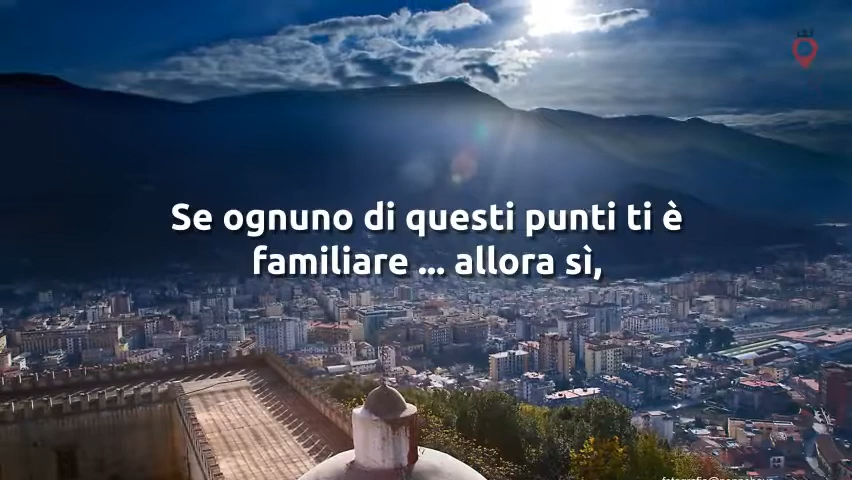 Se ognuno di questi punti ti è
familiare ... allora sì,